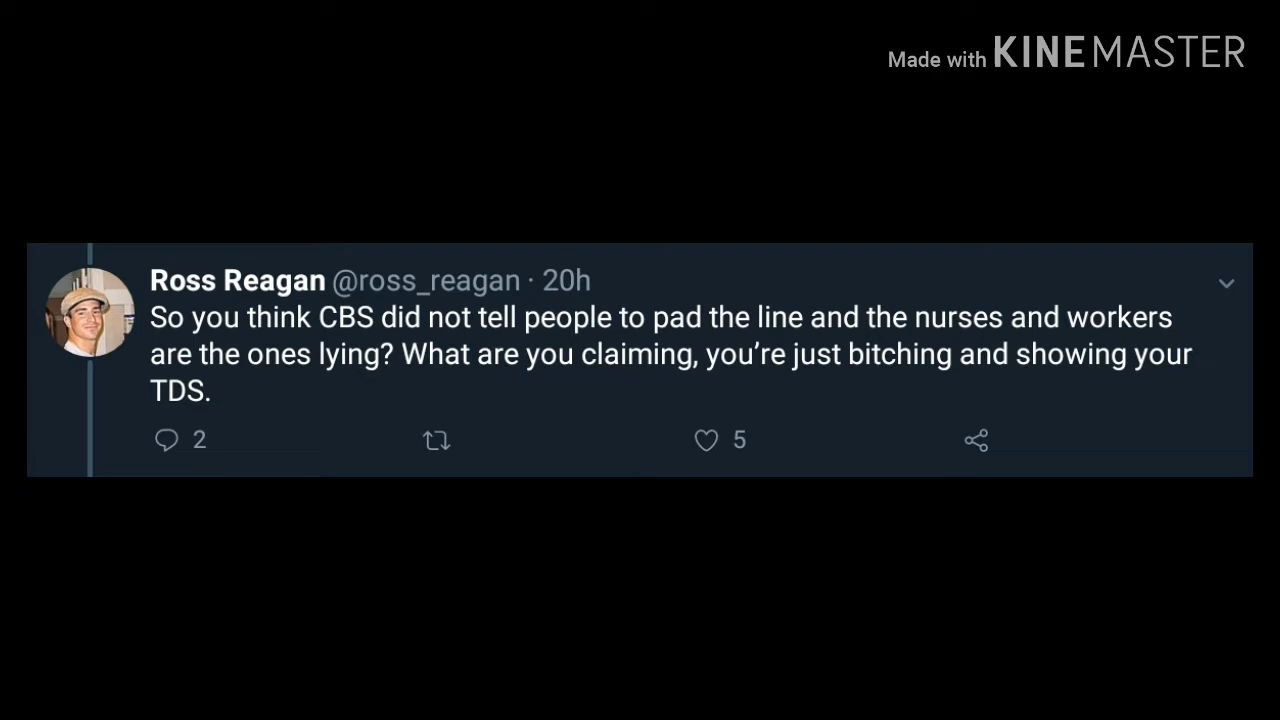 Made with KINEMASTER
Ross Reagan @ross_reagan · 20h
So you think CBS did not tell people to pad the line and the nurses and workers
are the ones lying? What are you claiming, you’re just bitching and showing your
TDS.
2 5